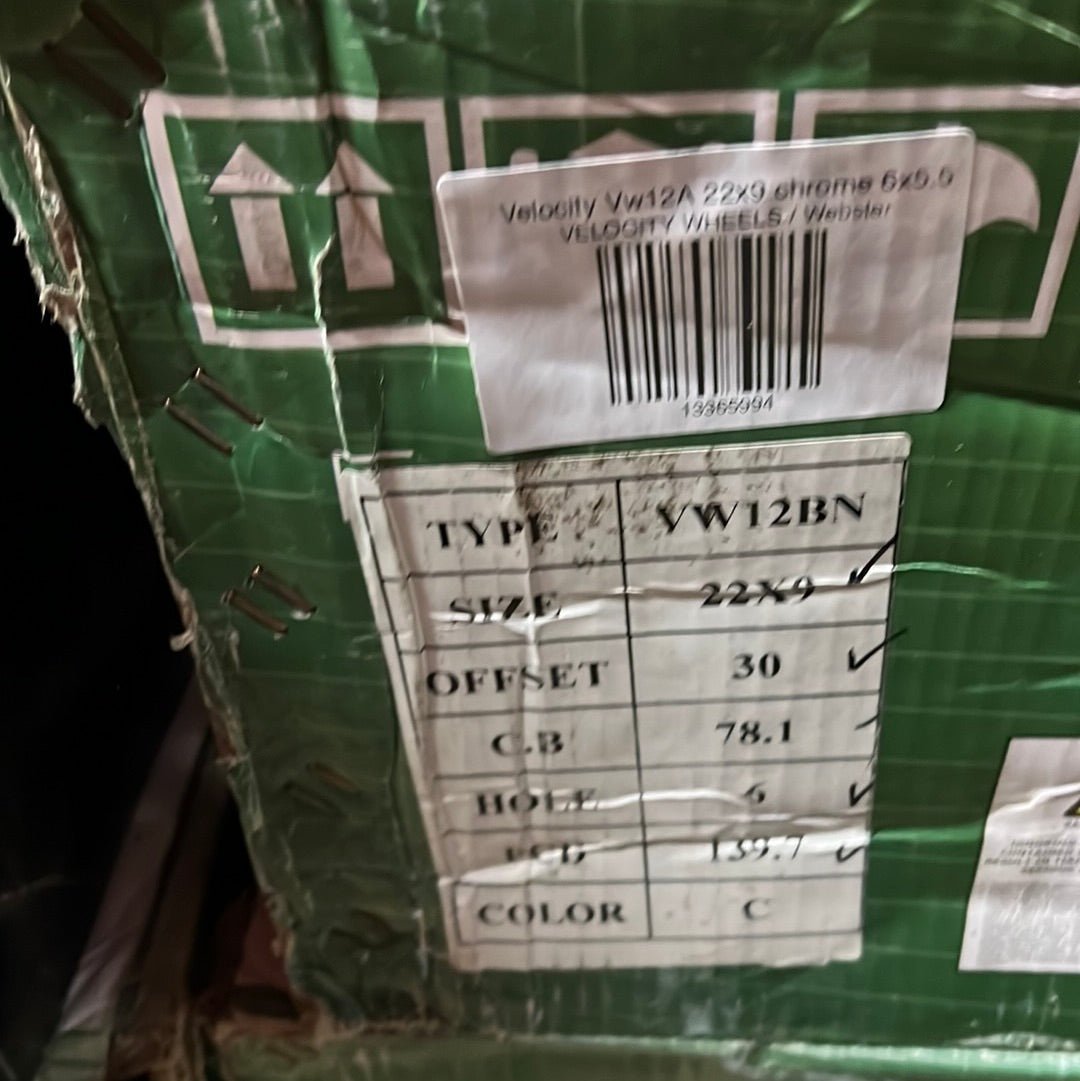 Velocity Vw12A 22x9 chrome 6x5.5
VELOCITY WHEELS / Webster
13365994
TYPE VW12BN
SIZE 22X9
OFFSET 30
C.B 78.1
HOLE 6
PCD 139.7
COLOR C